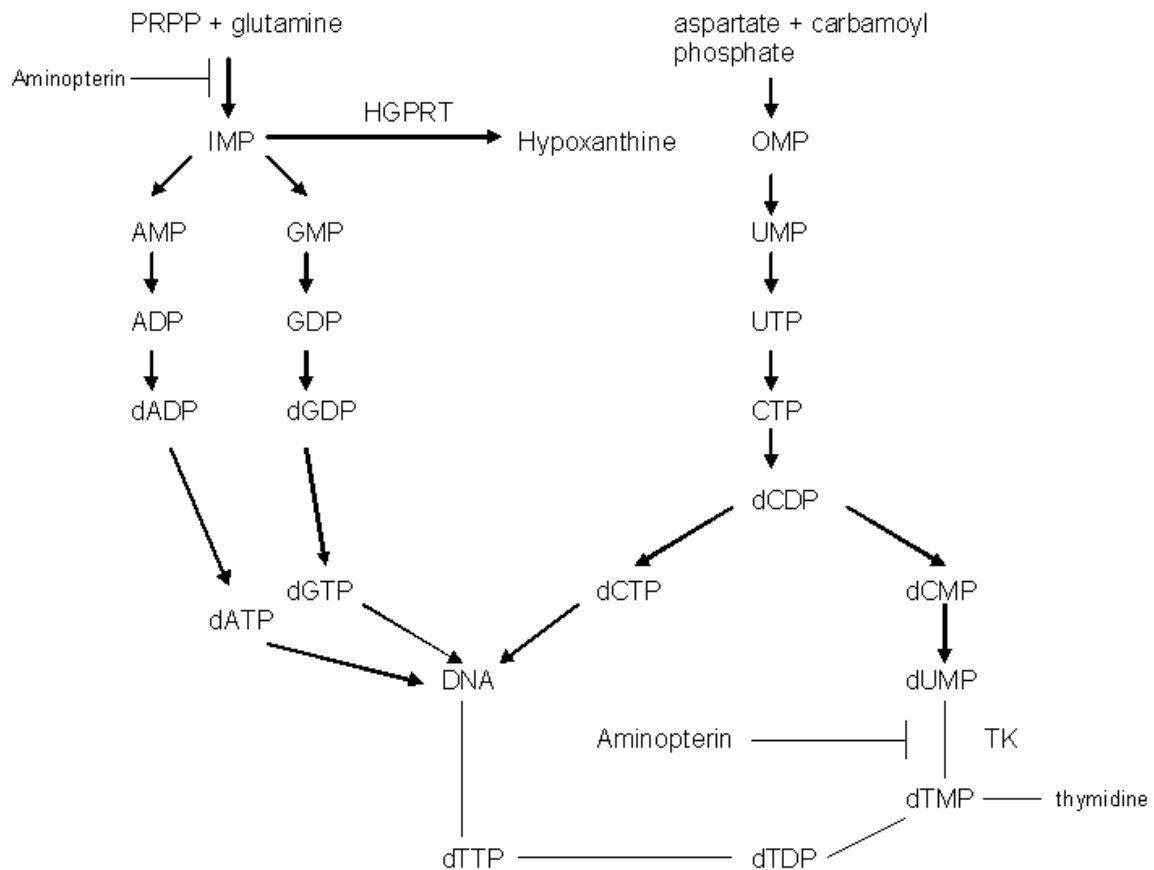 PRPP + glutamine
aspartate + carbamoyl
phosphate
Aminopterin
HGPRT
IMP
Hypoxanthine
OMP
AMP
GMP
UMP
ADP
GDP
UTP
dADP
dGDP
CTP
dCDP
dGTP
dCTP
dCMP
dATP
DNA
dUMP
Aminopterin
TK
dTMP
thymidine
dTTP
dTDP